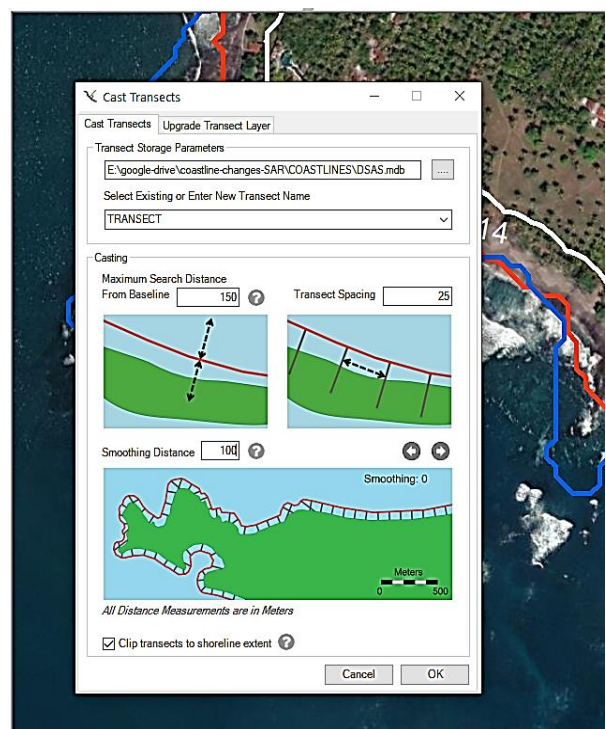 Cast Transects
Cast Transects Upgrade Transect Layer
Transect Storage Parameters
E:\google-drive\coastline-changes-SAR\COASTLINES\DSAS.mdb ....
Select Existing or Enter New Transect Name
TRANSECT
14
Casting
Maximum Search Distance
From Baseline 150 ? Transect Spacing 25
Smoothing Distance 100 ?
Smoothing: 0
Meters
0 500
All Distance Measurements are in Meters
Clip transects to shoreline extent ?
Cancel OK